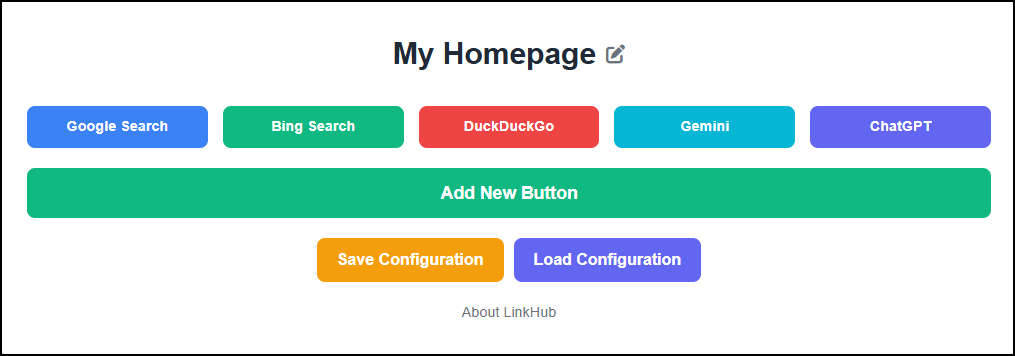 My Homepage
Google Search Bing Search DuckDuckGo Gemini ChatGPT
Add New Button
Save Configuration Load Configuration
About LinkHub